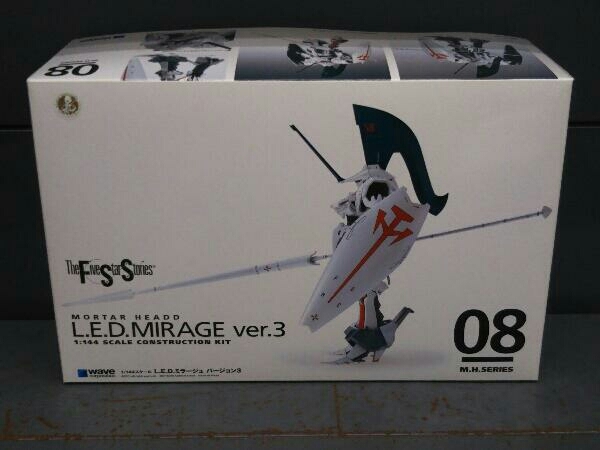 08
The Five Star Stories
MORTAR HEADD
L.E.D.MIRAGE ver.3
1:144 SCALE CONSTRUCTION KIT
wave
corporation
1/144スケール L.E.D.ミラージュ バージョン3
08
M.H.SERIES